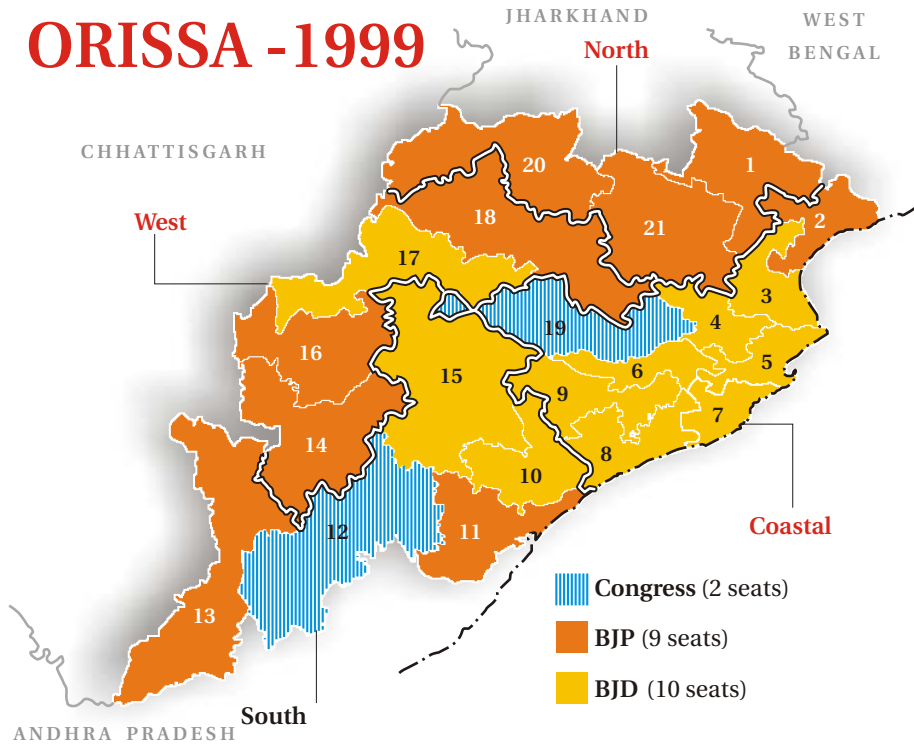 ORISSA -1999
JHARKHAND
WEST
BENGAL
North
CHHATTISGARH
West
20
1
2
18
21
17
3
19
4
16
5
15
6
9
7
14
8
10
12
11
Coastal
13
Congress (2 seats)
BJP (9 seats)
BJD (10 seats)
South
ANDHRA PRADESH